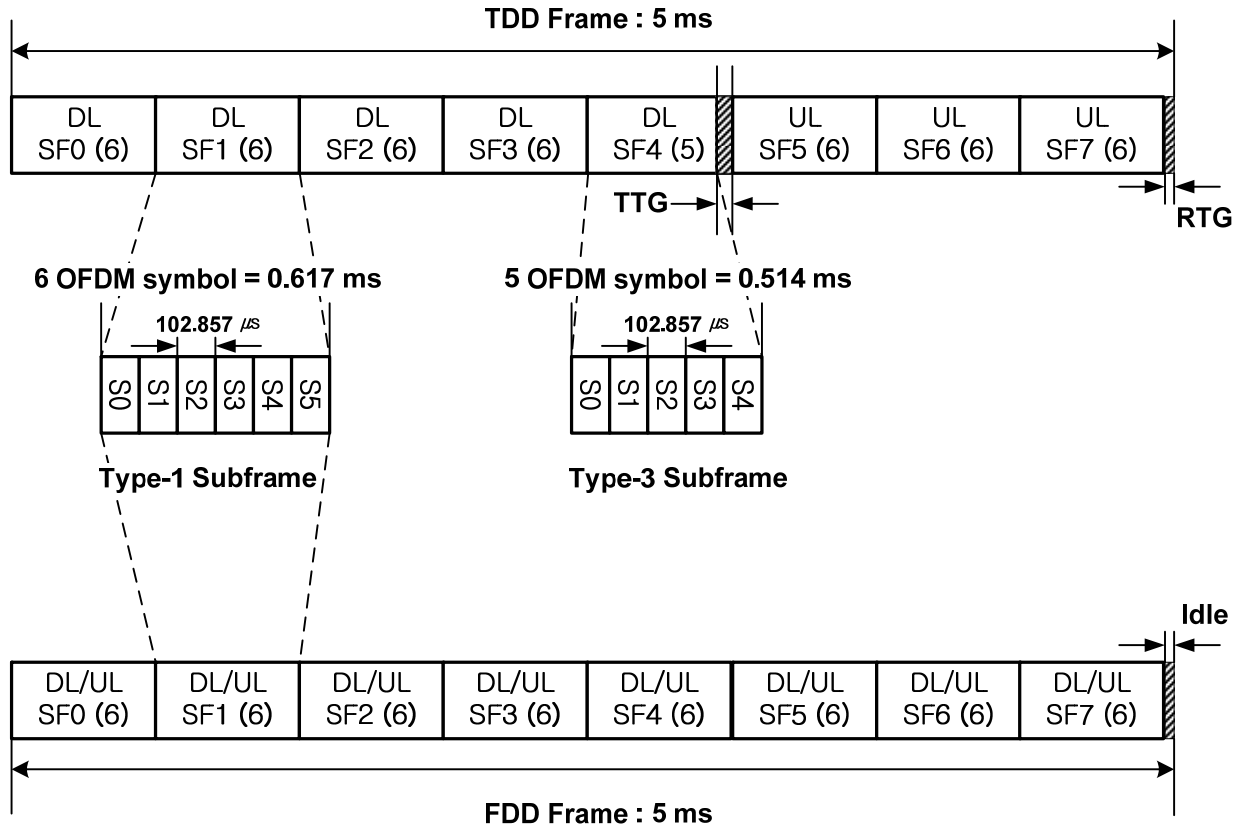 TDD Frame : 5 ms
DL
SF0 (6)
DL
SF1 (6)
DL
SF2 (6)
DL
SF3 (6)
DL
SF4 (5)
UL
SF5 (6)
UL
SF6 (6)
UL
SF7 (6)
TTG
RTG
6 OFDM symbol = 0.617 ms
5 OFDM symbol = 0.514 ms
102.857 ㎲
102.857 ㎲
S0
S1
S2
S3
S4
S5
S0
S1
S2
S3
S4
Type-1 Subframe
Type-3 Subframe
Idle
DL/UL
SF0 (6)
DL/UL
SF1 (6)
DL/UL
SF2 (6)
DL/UL
SF3 (6)
DL/UL
SF4 (6)
DL/UL
SF5 (6)
DL/UL
SF6 (6)
DL/UL
SF7 (6)
FDD Frame : 5 ms